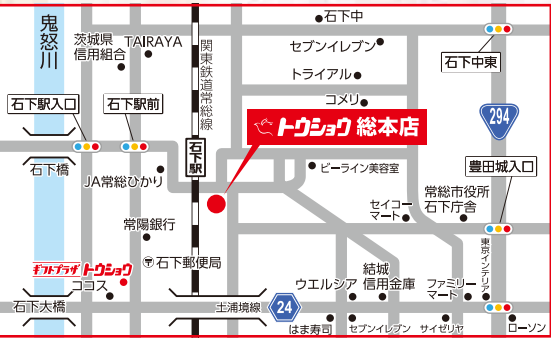 石下中
鬼怒川
茨城県
信用組合
TAIRAYA
関東鉄道常総線
セブンイレブン
石下中東
トライアル
コメリ
石下駅入口
石下駅前
トウショウ 総本店
294
石下橋
石下駅
JA常総ひかり
ビーライン美容室
豊田城入口
セイコー
マート
常総市役所
石下庁舎
常陽銀行
石下郵便局
東京インテリア
ギフトプラザ トウショウ
ココス
ウエルシア
結城
信用金庫
ファミリー
マート
石下大橋
土浦境線
24
はま寿司
セブンイレブン
サイゼリヤ
ローソン